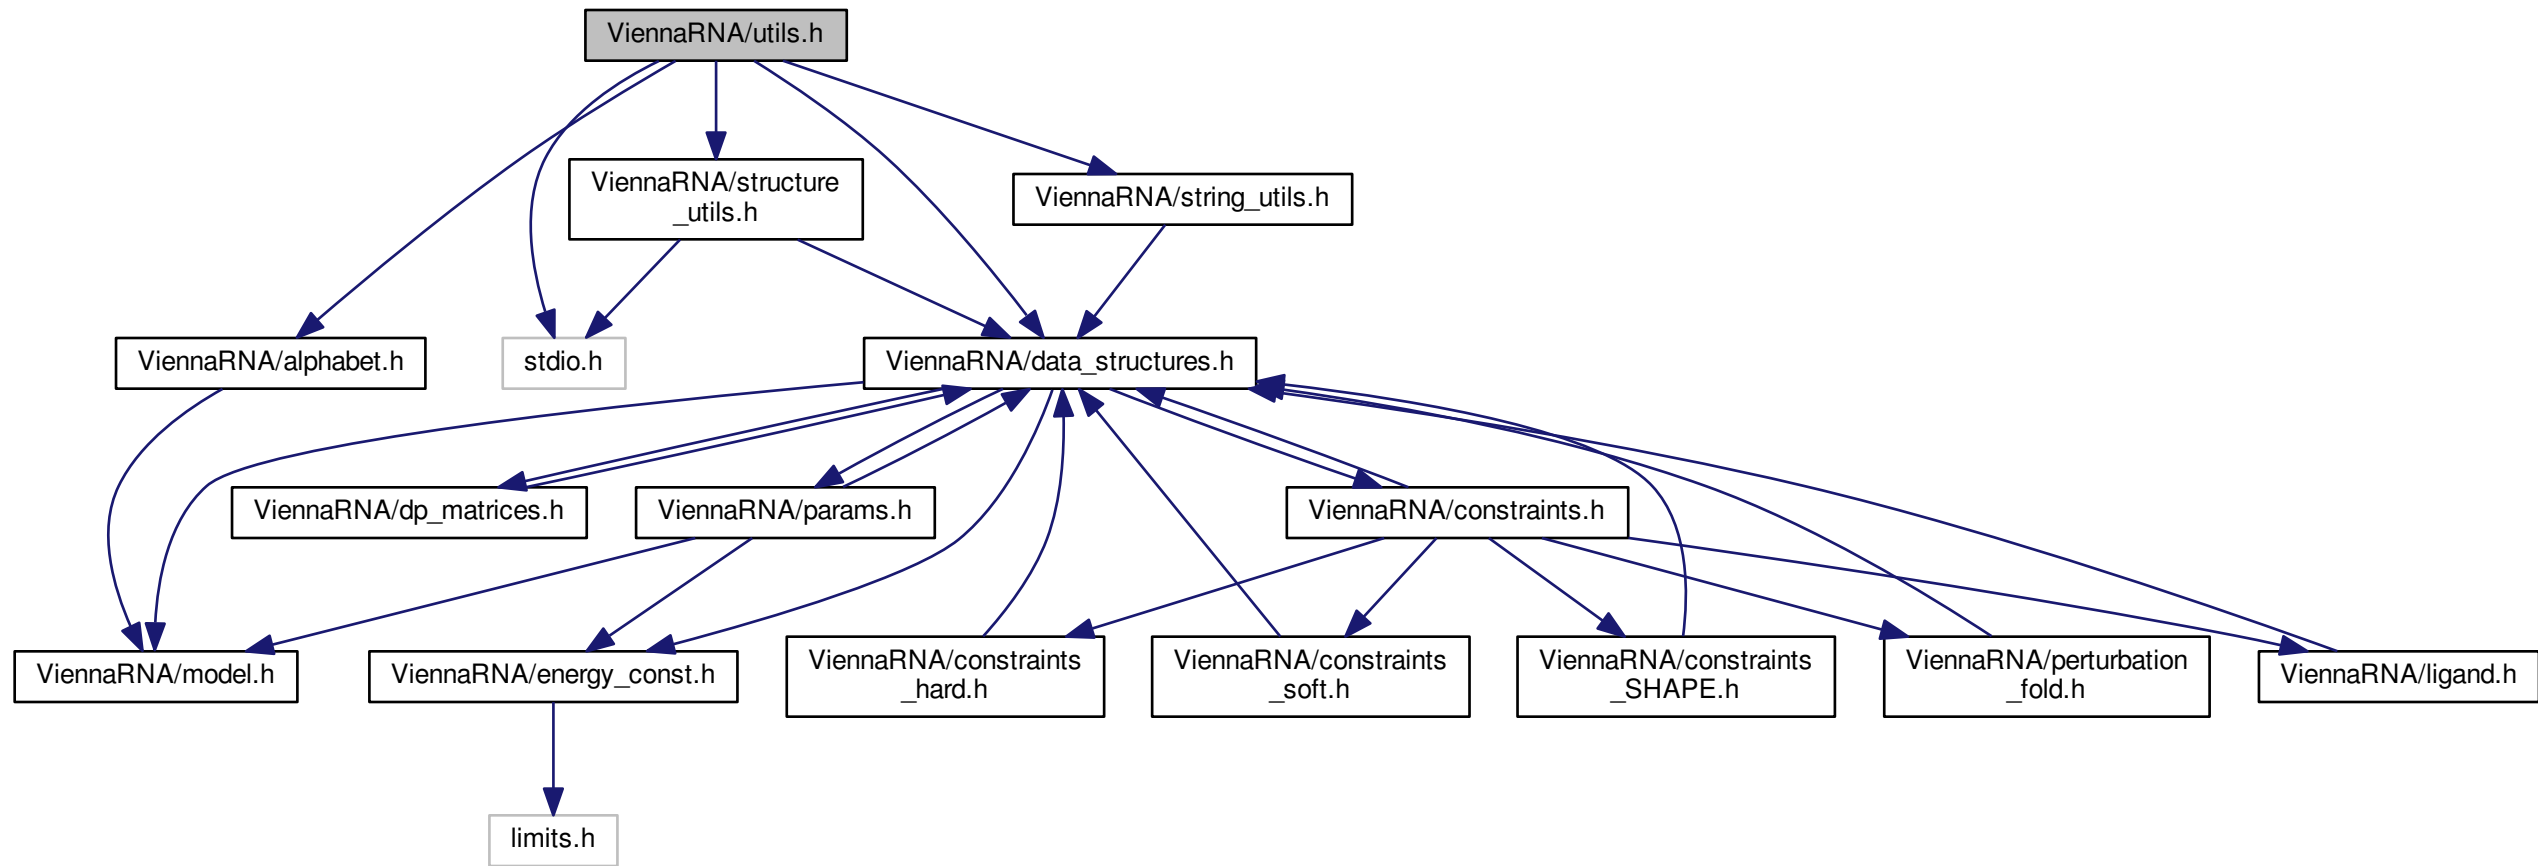 ViennaRNA/utils.h
ViennaRNA/structure
_utils.h
ViennaRNA/string_utils.h
ViennaRNA/alphabet.h
stdio.h
ViennaRNA/data_structures.h
ViennaRNA/dp_matrices.h
ViennaRNA/params.h
ViennaRNA/constraints.h
ViennaRNA/model.h
ViennaRNA/energy_const.h
ViennaRNA/constraints
_hard.h
ViennaRNA/constraints
_soft.h
ViennaRNA/constraints
_SHAPE.h
ViennaRNA/perturbation
_fold.h
ViennaRNA/ligand.h
limits.h